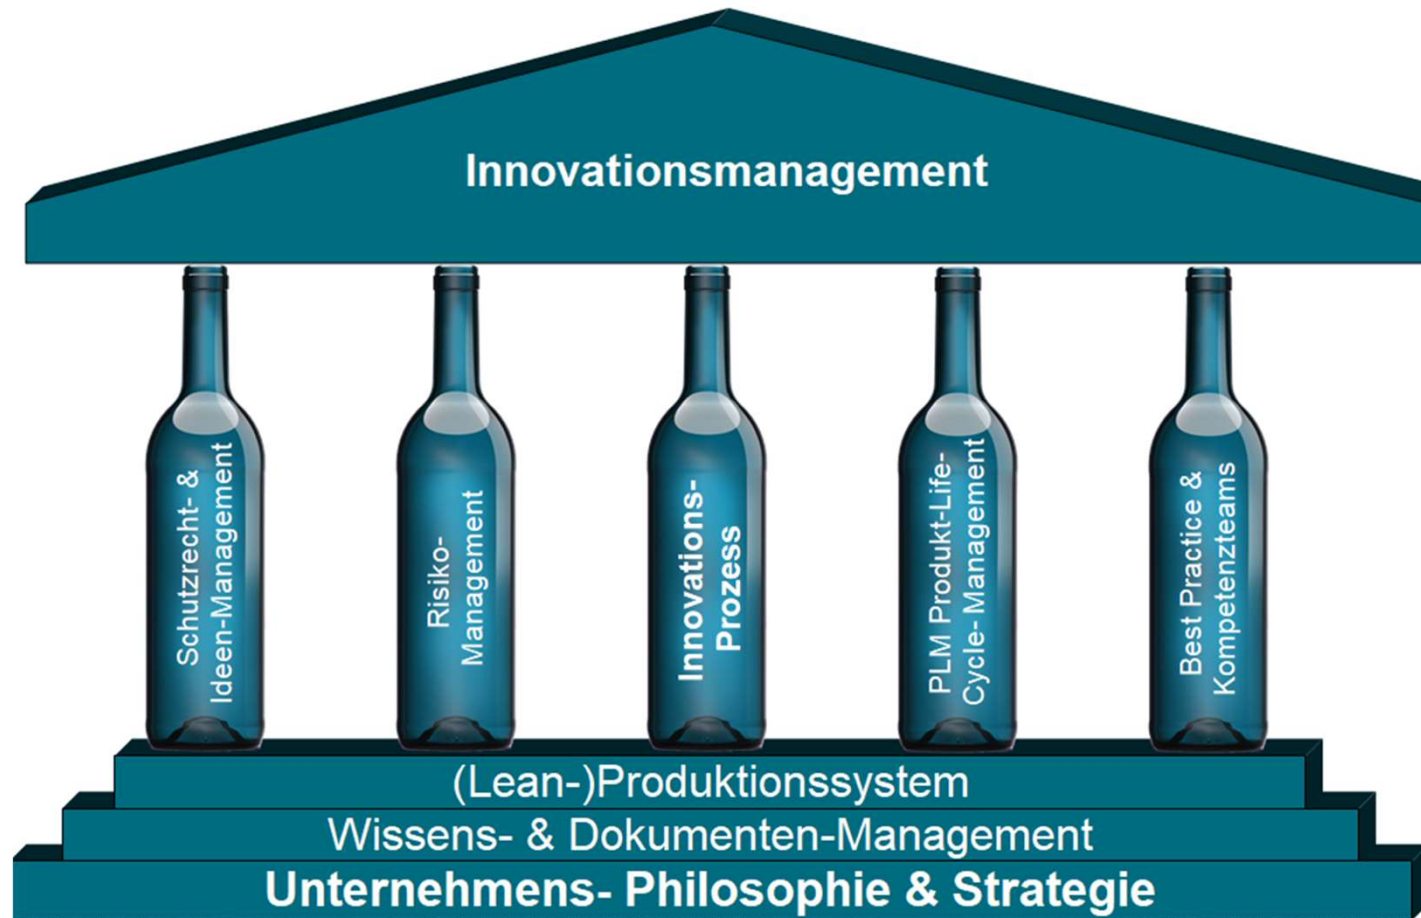 Innovationsmanagement
Schutzrecht- &
Ideen-Management
Risiko-
Management
Innovations-
Prozess
PLM Produkt-Life-
Cycle- Management
Best Practice &
Kompetenzteams
(Lean-)Produktionssystem
Wissens- & Dokumenten-Management
Unternehmens- Philosophie & Strategie